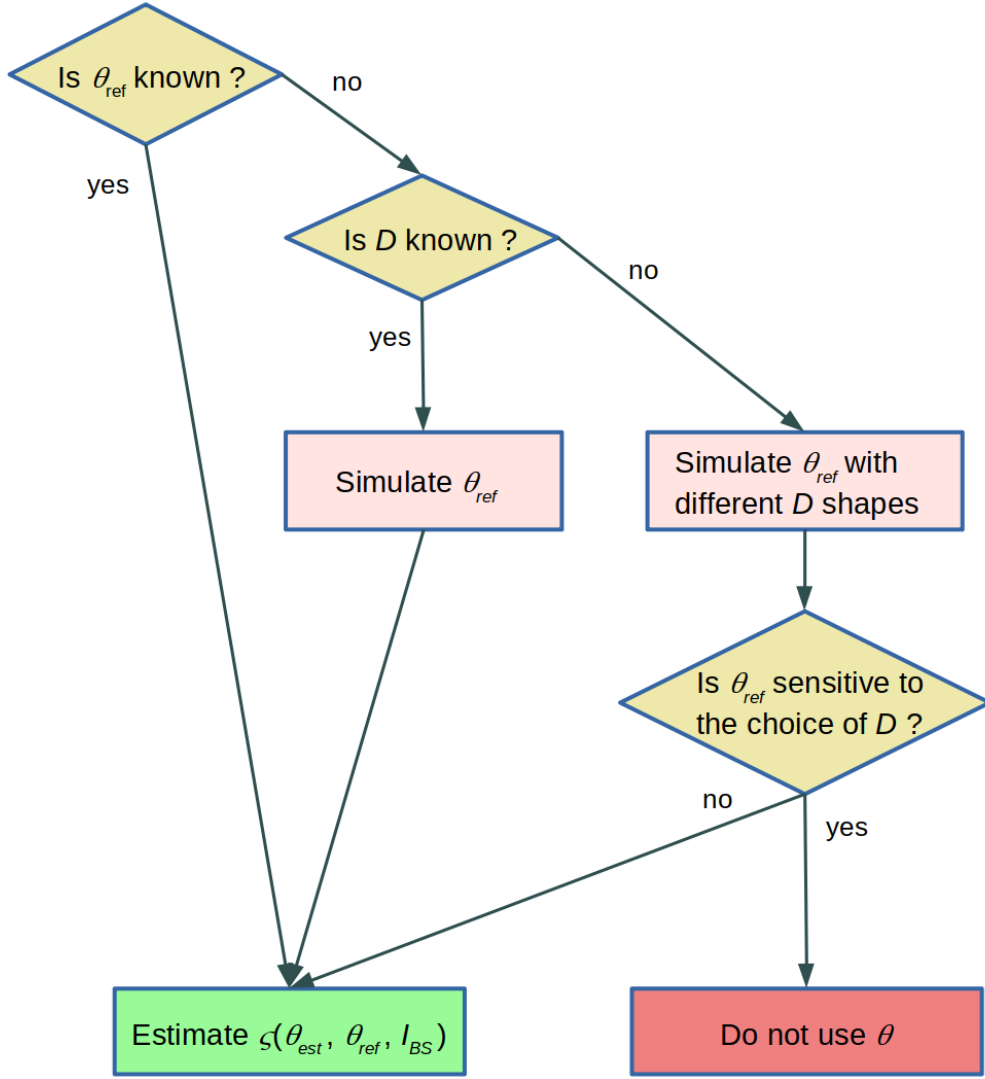 Is θref known ?
no
yes
Is D known ?
no
yes
Simulate θref
Simulate θref with
different D shapes
Is θref sensitive to
the choice of D ?
no
yes
Estimate ς(θest, θref, IBS)
Do not use θ